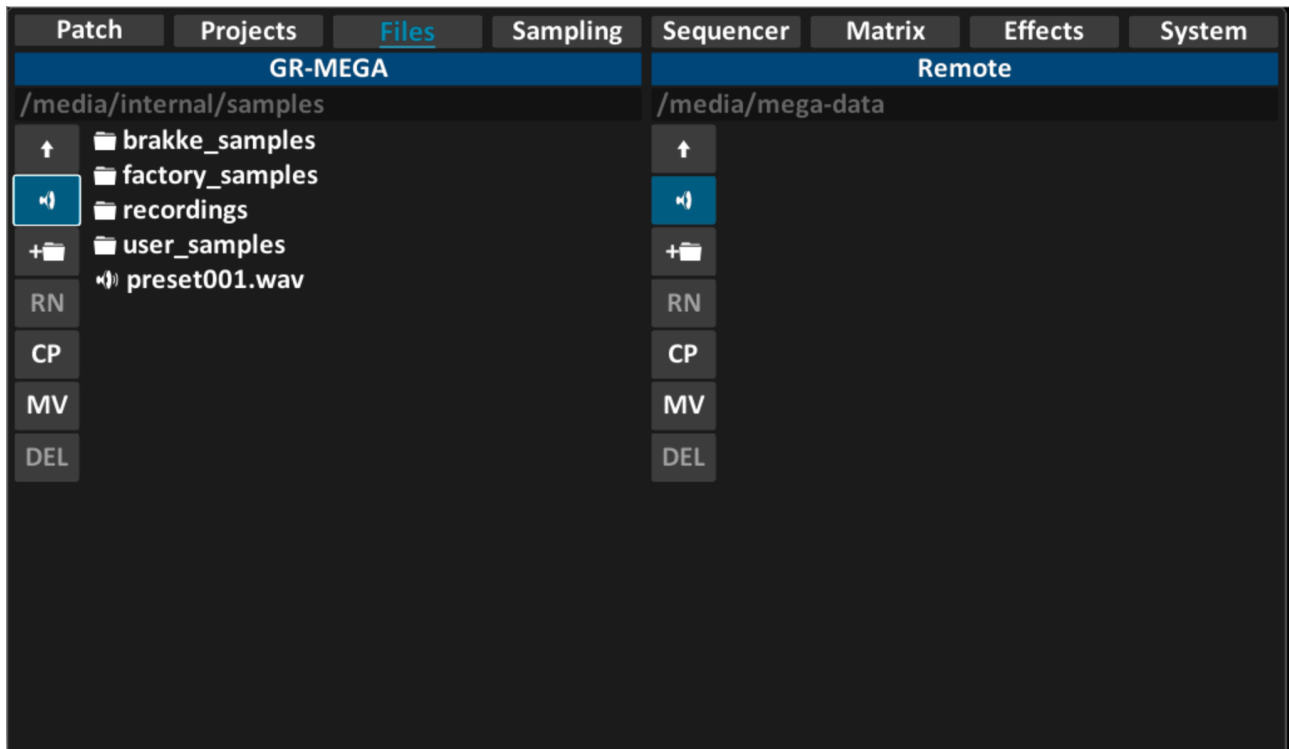 Patch Projects Files Sampling Sequencer Matrix Effects System
GR-MEGA
/media/internal/samples
brakke_samples
factory_samples
recordings
user_samples
preset001.wav
RN
CP
MV
DEL
Remote
/media/mega-data
RN
CP
MV
DEL